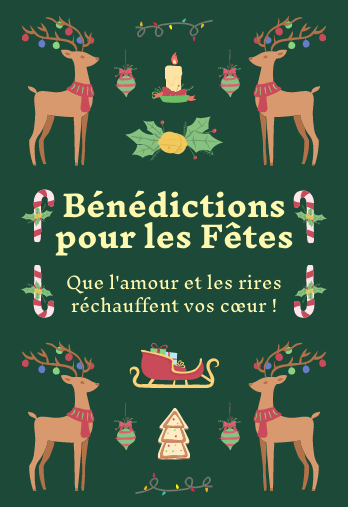 Bénédictions
pour les Fêtes
Que l'amour et les rires
réchauffent vos cœur !